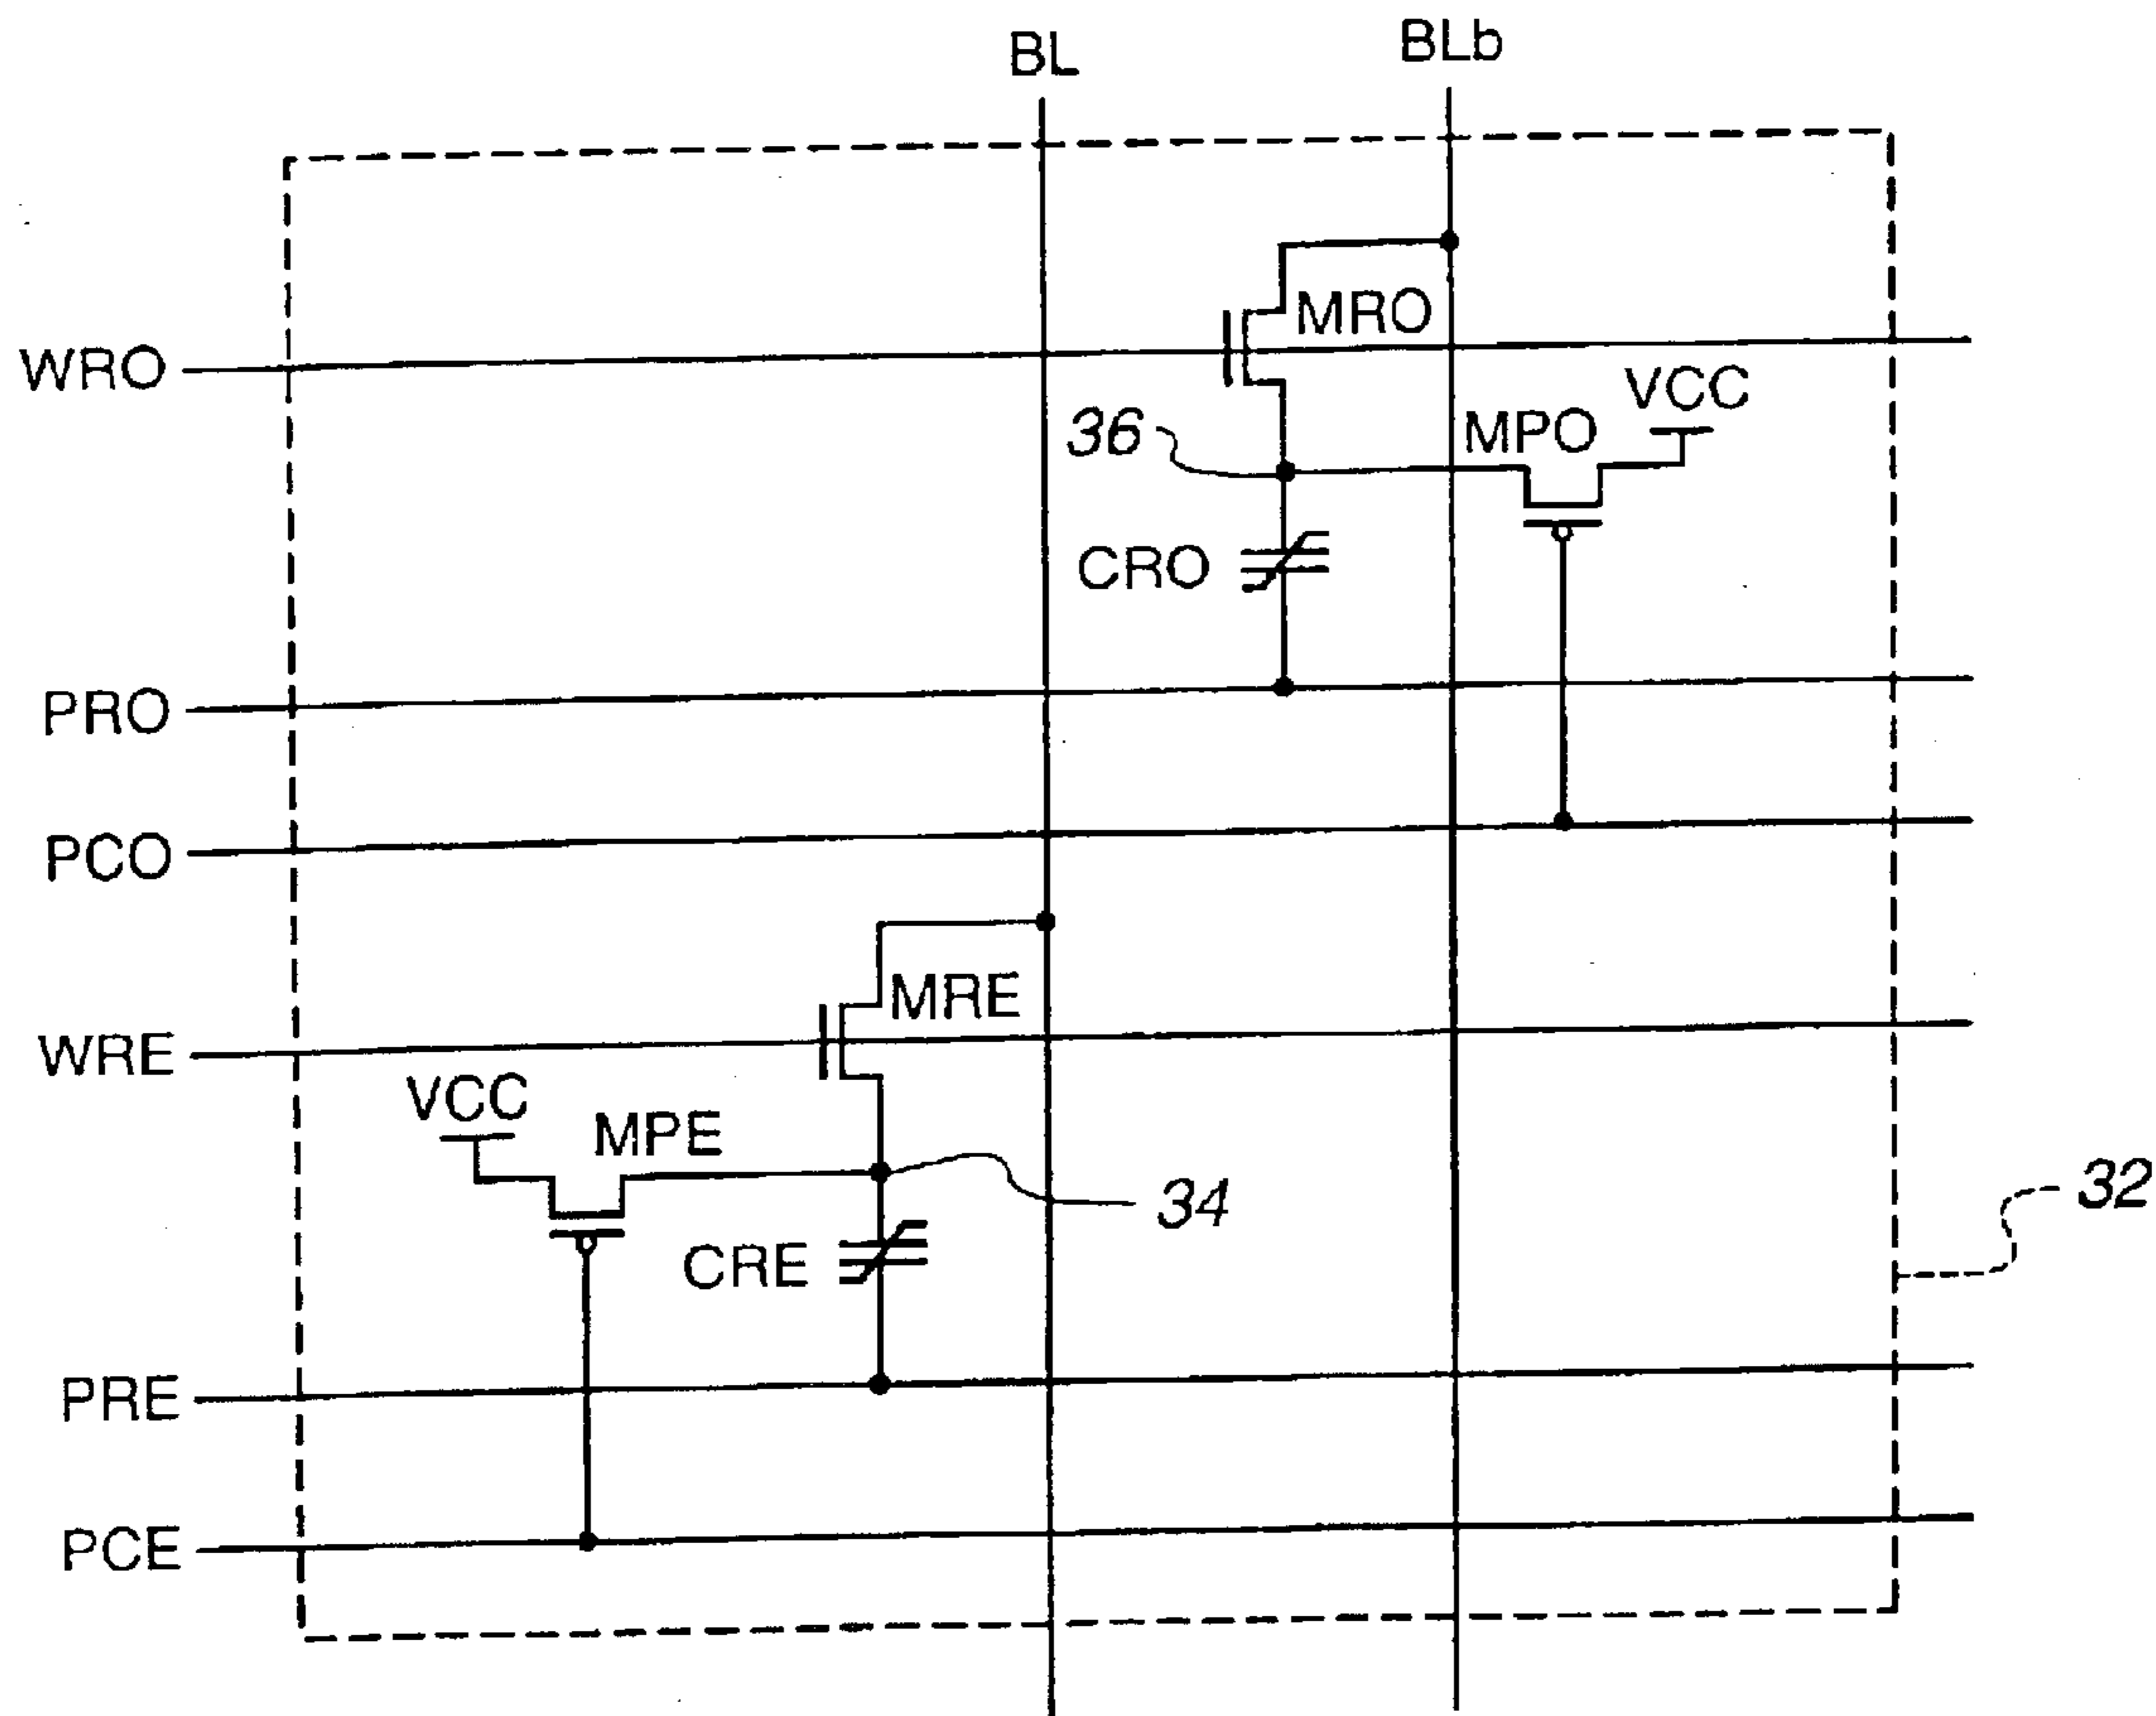 BL
BLb
MRO
WRO
VCC
MPO
36
CRO
PRO
PCO
MRE
WRE
VCC
MPE
34
32
CRE
PRE
PCE